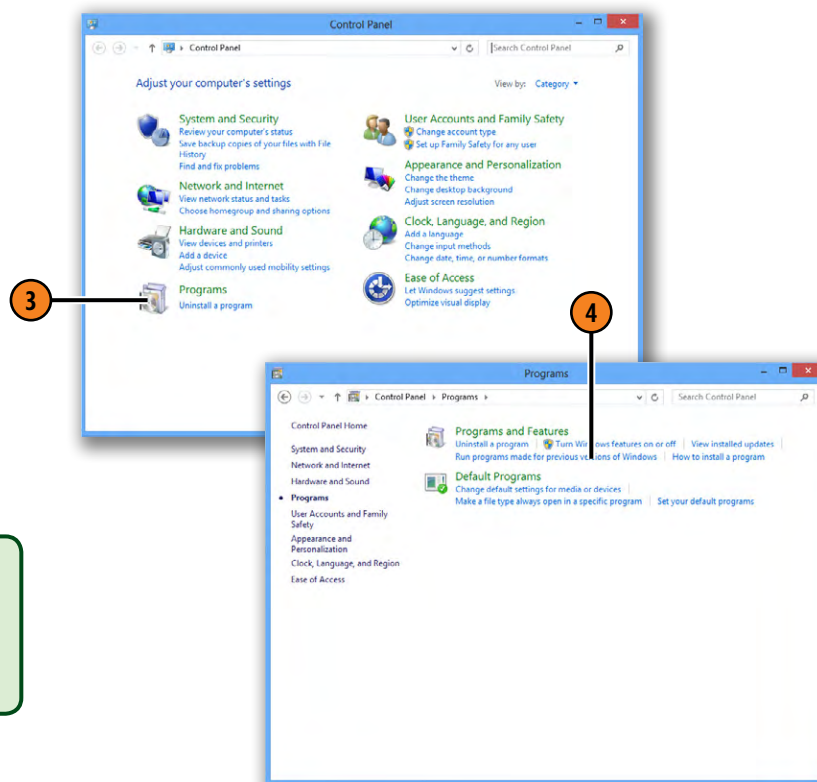 Control Panel
Control Panel
Search Control Panel
Adjust your computer's settings
View by: Category
System and Security
Review your computer's status
Save backup copies of your files with File
History
Find and fix problems
Network and Internet
View network status and tasks
Choose homegroup and sharing options
Hardware and Sound
View devices and printers
Add a device
Adjust commonly used mobility settings
Programs
Uninstall a program
User Accounts and Family Safety
Change account type
Set up Family Safety for any user
Appearance and Personalization
Change the theme
Change desktop background
Adjust screen resolution
Clock, Language, and Region
Add a language
Change input methods
Change date, time, or number formats
Ease of Access
Let Windows suggest settings
Optimize visual display
3
4
Programs
Control Panel Programs
Search Control Panel
Control Panel Home
System and Security
Network and Internet
Hardware and Sound
Programs
User Accounts and Family
Safety
Appearance and
Personalization
Clock, Language, and Region
Ease of Access
Programs and Features
Uninstall a program Turn Windows features on or off View installed updates
Run programs made for previous versions of Windows How to install a program
Default Programs
Change default settings for media or devices
Make a file type always open in a specific program Set your default programs